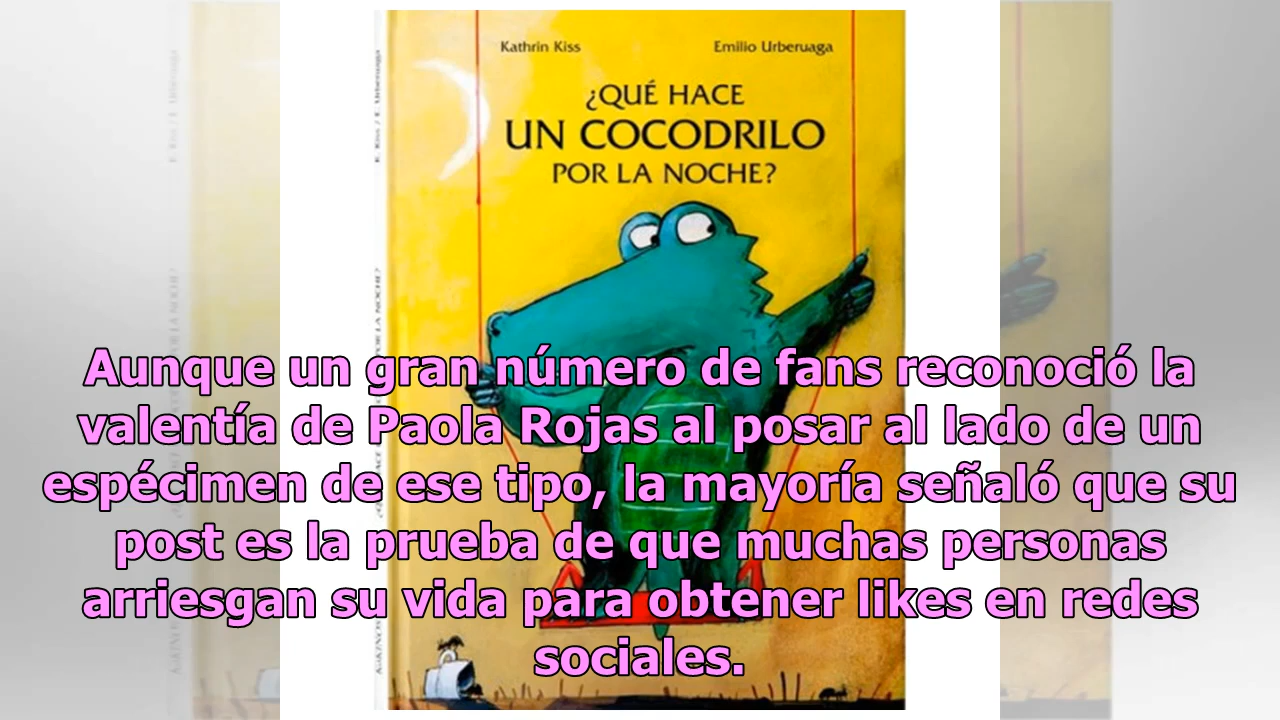 Kathrin Kiss
Emilio Urberuaga
¿QUÉ HACE
UN COCODRILO
POR LA NOCHE?
Aunque un gran número de fans reconoció la
valentía de Paola Rojas al posar al lado de un
espécimen de ese tipo, la mayoría señaló que su
post es la prueba de que muchas personas
arriesgan su vida para obtener likes en redes
sociales.